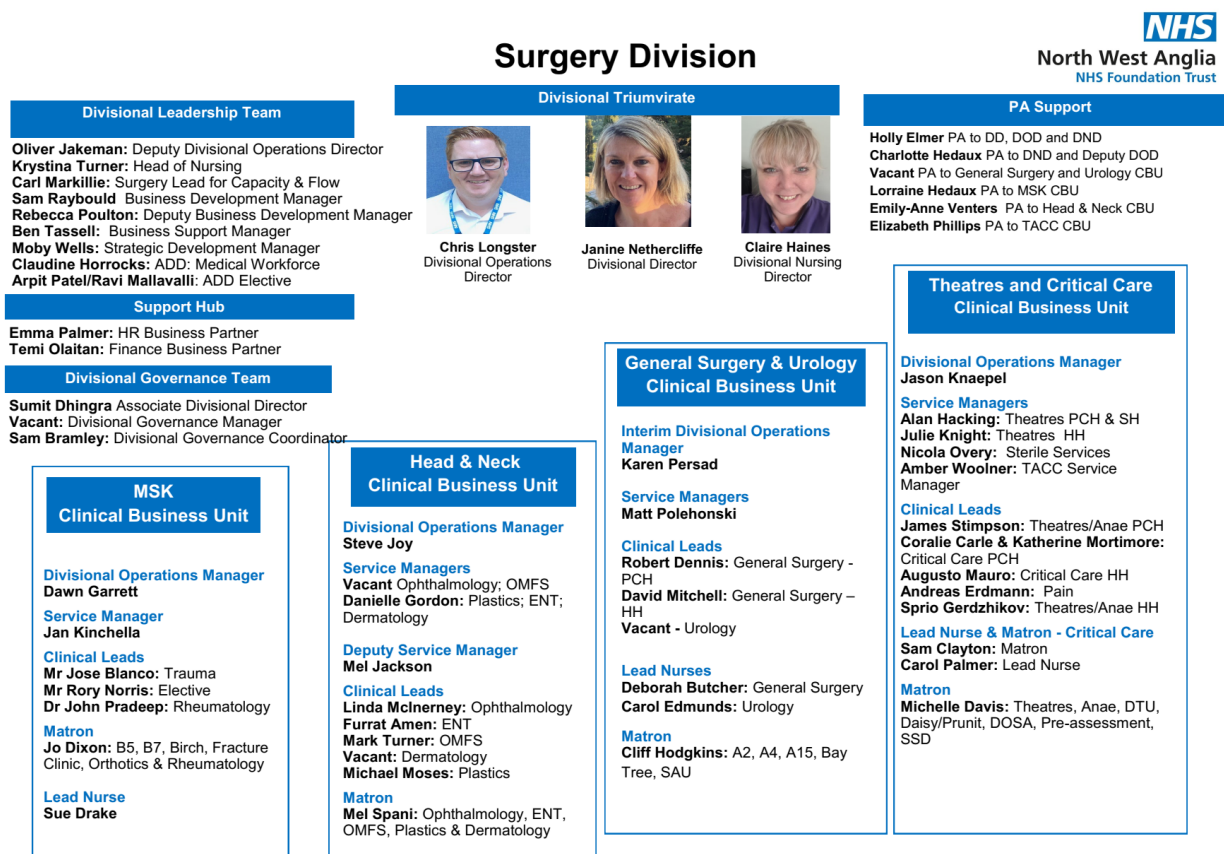 NHS
North West Anglia
NHS Foundation Trust
Surgery Division
Divisional Leadership Team
Oliver Jakeman: Deputy Divisional Operations Director
Krystina Turner: Head of Nursing
Carl Markillie: Surgery Lead for Capacity & Flow
Sam Raybould Business Development Manager
Rebecca Poulton: Deputy Business Development Manager
Ben Tassell: Business Support Manager
Moby Wells: Strategic Development Manager
Claudine Horrocks: ADD: Medical Workforce
Arpit Patel/Ravi Mallavalli: ADD Elective
Support Hub
Emma Palmer: HR Business Partner
Temi Olaitan: Finance Business Partner
Divisional Governance Team
Sumit Dhingra Associate Divisional Director
Vacant: Divisional Governance Manager
Sam Bramley: Divisional Governance Coordinator
Divisional Triumvirate
Chris Longster
Divisional Operations
Director
Janine Nethercliffe
Divisional Director
Claire Haines
Divisional Nursing
Director
PA Support
Holly Elmer PA to DD, DOD and DND
Charlotte Hedaux PA to DND and Deputy DOD
Vacant PA to General Surgery and Urology CBU
Lorraine Hedaux PA to MSK CBU
Emily-Anne Venters PA to Head & Neck CBU
Elizabeth Phillips PA to TACC CBU
MSK
Clinical Business Unit
Divisional Operations Manager
Dawn Garrett
Service Manager
Jan Kinchella
Clinical Leads
Mr Jose Blanco: Trauma
Mr Rory Norris: Elective
Dr John Pradeep: Rheumatology
Matron
Jo Dixon: B5, B7, Birch, Fracture
Clinic, Orthotics & Rheumatology
Lead Nurse
Sue Drake
Head & Neck
Clinical Business Unit
Divisional Operations Manager
Steve Joy
Service Managers
Vacant Ophthalmology; OMFS
Danielle Gordon: Plastics; ENT;
Dermatology
Deputy Service Manager
Mel Jackson
Clinical Leads
Linda McInerney: Ophthalmology
Furrat Amen: ENT
Mark Turner: OMFS
Vacant: Dermatology
Michael Moses: Plastics
Matron
Mel Spani: Ophthalmology, ENT,
OMFS, Plastics & Dermatology
General Surgery & Urology
Clinical Business Unit
Interim Divisional Operations
Manager
Karen Persad
Service Managers
Matt Polehonski
Clinical Leads
Robert Dennis: General Surgery -
PCH
David Mitchell: General Surgery –
HH
Vacant - Urology
Lead Nurses
Deborah Butcher: General Surgery
Carol Edmunds: Urology
Matron
Cliff Hodgkins: A2, A4, A15, Bay
Tree, SAU
Theatres and Critical Care
Clinical Business Unit
Divisional Operations Manager
Jason Knaepel
Service Managers
Alan Hacking: Theatres PCH & SH
Julie Knight: Theatres HH
Nicola Overy: Sterile Services
Amber Woolner: TACC Service
Manager
Clinical Leads
James Stimpson: Theatres/Anae PCH
Coralie Carle & Katherine Mortimore:
Critical Care PCH
Augusto Mauro: Critical Care HH
Andreas Erdmann: Pain
Sprio Gerdzhikov: Theatres/Anae HH
Lead Nurse & Matron - Critical Care
Sam Clayton: Matron
Carol Palmer: Lead Nurse
Matron
Michelle Davis: Theatres, Anae, DTU,
Daisy/Prunit, DOSA, Pre-assessment,
SSD